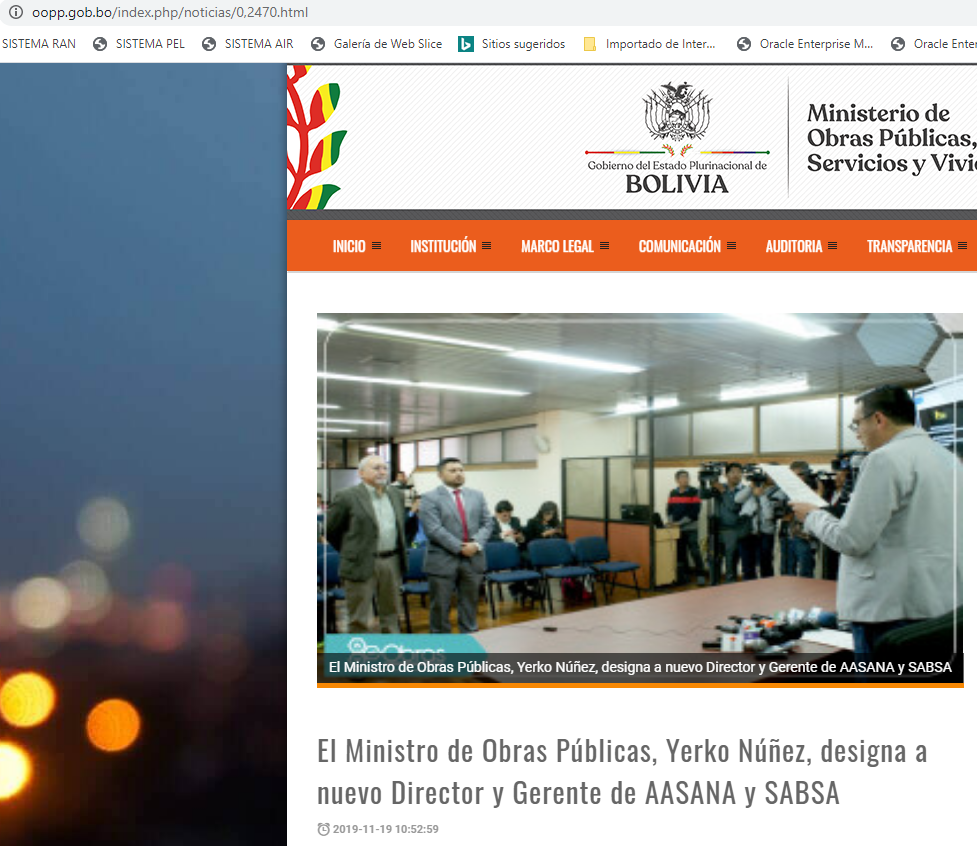 oopp.gob.bo/index.php/noticias/0,2470.html
SISTEMA RAN SISTEMA PEL SISTEMA AIR Galería de Web Slice Sitios sugeridos Importado de Inter... Oracle Enterprise M... Oracle Enter
Gobierno del Estado Plurinacional de
BOLIVIA
Ministerio de
Obras Públicas,
Servicios y Vivi
INICIO INSTITUCIÓN MARCO LEGAL COMUNICACIÓN AUDITORIA TRANSPARENCIA
Obras
El Ministro de Obras Públicas, Yerko Núñez, designa a nuevo Director y Gerente de AASANA y SABSA
El Ministro de Obras Públicas, Yerko Núñez, designa a
nuevo Director y Gerente de AASANA y SABSA
2019-11-19 10:52:59